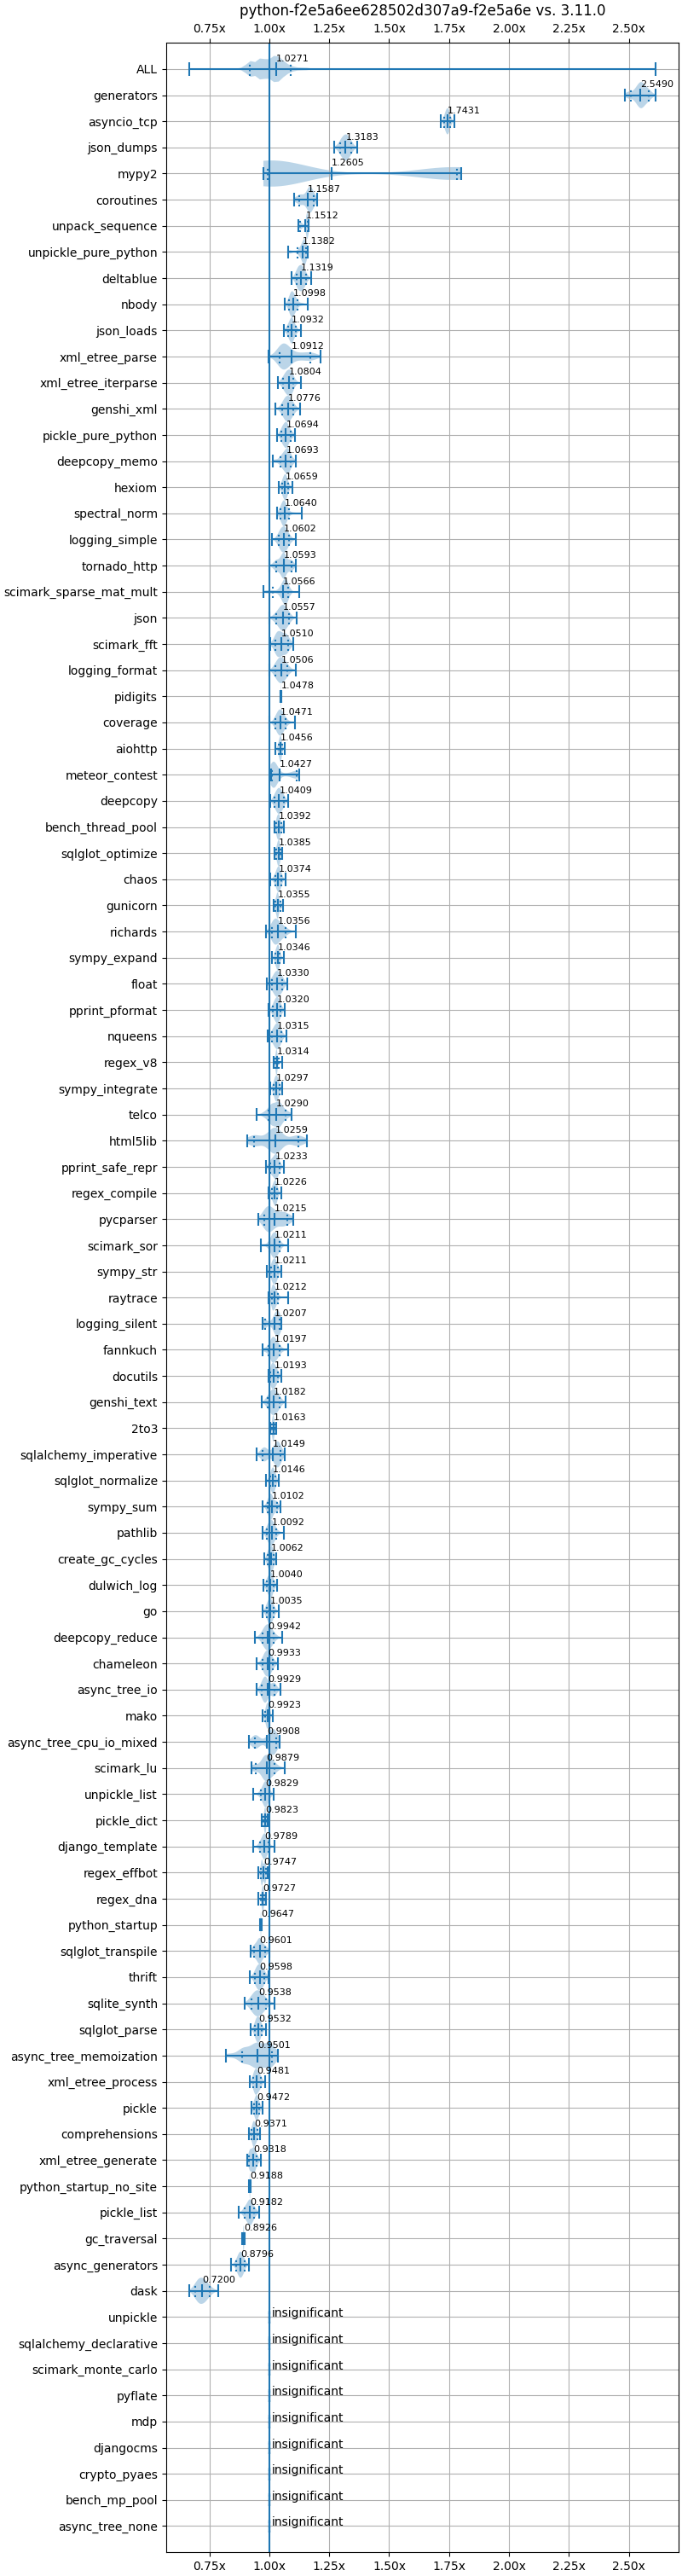 python-f2e5a6ee628502d307a9-f2e5a6e vs. 3.11.0
0.75x 1.00x 1.25x 1.50x 1.75x 2.00x 2.25x 2.50x
ALL 1.0271
generators 2.5490
asyncio_tcp 1.7431
json_dumps 1.3183
mypy2 1.2605
coroutines 1.1587
unpack_sequence 1.1512
unpickle_pure_python 1.1382
deltablue 1.1319
nbody 1.0998
json_loads 1.0932
xml_etree_parse 1.0912
xml_etree_iterparse 1.0804
genshi_xml 1.0776
pickle_pure_python 1.0694
deepcopy_memo 1.0693
hexiom 1.0659
spectral_norm 1.0640
logging_simple 1.0602
tornado_http 1.0593
scimark_sparse_mat_mult 1.0566
json 1.0557
scimark_fft 1.0510
logging_format 1.0506
pidigits 1.0478
coverage 1.0471
aiohttp 1.0456
meteor_contest 1.0427
deepcopy 1.0409
bench_thread_pool 1.0392
sqlglot_optimize 1.0385
chaos 1.0374
gunicorn 1.0355
richards 1.0356
sympy_expand 1.0346
float 1.0330
pprint_pformat 1.0320
nqueens 1.0315
regex_v8 1.0314
sympy_integrate 1.0297
telco 1.0290
html5lib 1.0259
pprint_safe_repr 1.0233
regex_compile 1.0226
pycparser 1.0215
scimark_sor 1.0211
sympy_str 1.0211
raytrace 1.0212
logging_silent 1.0207
fannkuch 1.0197
docutils 1.0193
genshi_text 1.0182
2to3 1.0163
sqlalchemy_imperative 1.0149
sqlglot_normalize 1.0146
sympy_sum 1.0102
pathlib 1.0092
create_gc_cycles 1.0062
dulwich_log 1.0040
go 1.0035
deepcopy_reduce 0.9942
chameleon 0.9933
async_tree_io 0.9929
mako 0.9923
async_tree_cpu_io_mixed 0.9908
scimark_lu 0.9879
unpickle_list 0.9829
pickle_dict 0.9823
django_template 0.9789
regex_effbot 0.9747
regex_dna 0.9727
python_startup 0.9647
sqlglot_transpile 0.9601
thrift 0.9598
sqlite_synth 0.9538
sqlglot_parse 0.9532
async_tree_memoization 0.9501
xml_etree_process 0.9481
pickle 0.9472
comprehensions 0.9371
xml_etree_generate 0.9318
python_startup_no_site 0.9188
pickle_list 0.9182
gc_traversal 0.8926
async_generators 0.8796
dask 0.7200
unpickle insignificant
sqlalchemy_declarative insignificant
scimark_monte_carlo insignificant
pyflate insignificant
mdp insignificant
djangocms insignificant
crypto_pyaes insignificant
bench_mp_pool insignificant
async_tree_none insignificant
0.75x 1.00x 1.25x 1.50x 1.75x 2.00x 2.25x 2.50x